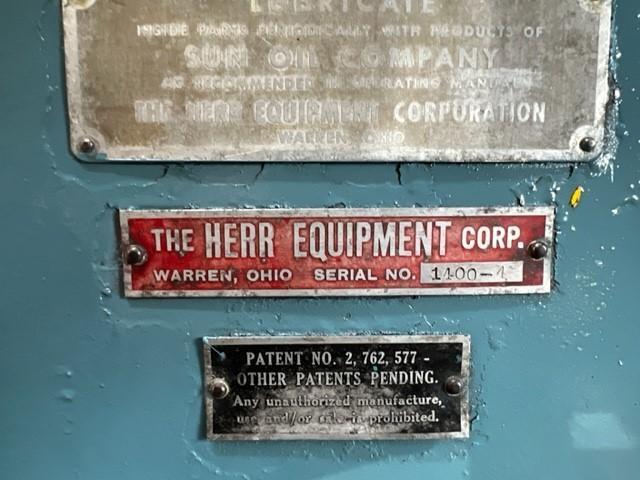 LUBRICATE
INSIDE PARTS PERIODICALLY WITH PRODUCTS OF
SUN OIL COMPANY
AS RECOMMENDED IN OPERATING MANUAL
THE HERR EQUIPMENT CORPORATION
WARREN, OHIO
THE HERR EQUIPMENT CORP.
WARREN, OHIO SERIAL NO. 1400-4
PATENT NO. 2, 762, 577 -
OTHER PATENTS PENDING.
Any unauthorized manufacture,
use and/or sale is prohibited.